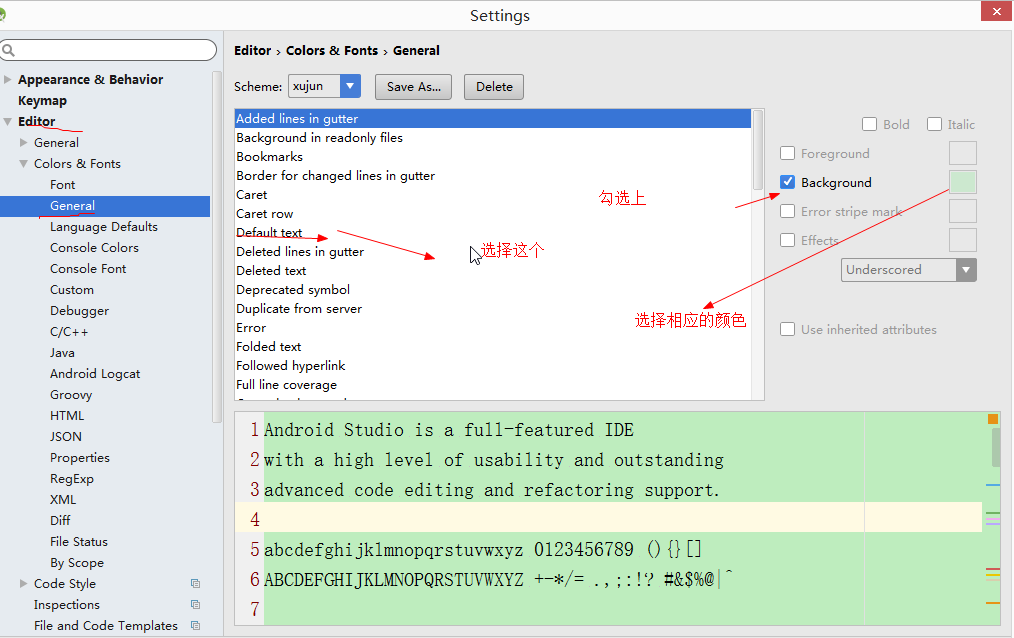 Settings
Editor › Colors & Fonts › General
Scheme: xujun Save As... Delete
Appearance & Behavior
Keymap
Editor
General
Colors & Fonts
Font
General
Language Defaults
Console Colors
Console Font
Custom
Debugger
C/C++
Java
Android Logcat
Groovy
HTML
JSON
Properties
RegExp
XML
Diff
File Status
By Scope
Code Style
Inspections
File and Code Templates
Added lines in gutter
Background in readonly files
Bookmarks
Border for changed lines in gutter
Caret
Caret row
Default text
Deleted lines in gutter
Deleted text
Deprecated symbol
Duplicate from server
Error
Folded text
Followed hyperlink
Full line coverage
勾选上
选择这个
选择相应的颜色
Bold Italic
Foreground
Background
Error stripe mark
Effects
Underscored
Use inherited attributes
1 Android Studio is a full-featured IDE
2 with a high level of usability and outstanding
3 advanced code editing and refactoring support.
4
5 abcdefghijklmnopqrstuvwxyz 0123456789 (){}[]
6 ABCDEFGHIJKLMNOPQRSTUVWXYZ +-*/= .,;:!? #&$%@|^
7